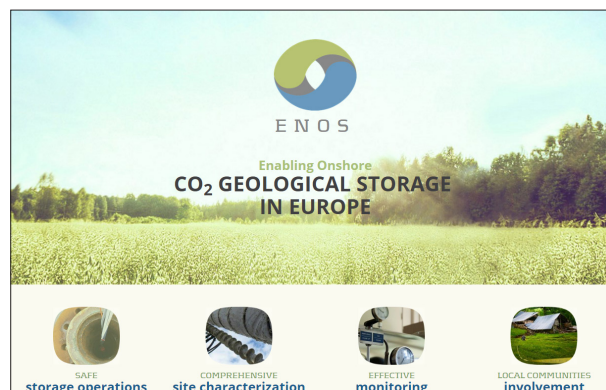 ENOS
Enabling Onshore
CO₂ GEOLOGICAL STORAGE
IN EUROPE
SAFE
storage operations
COMPREHENSIVE
site characterization
EFFECTIVE
monitoring
LOCAL COMMUNITIES
involvement